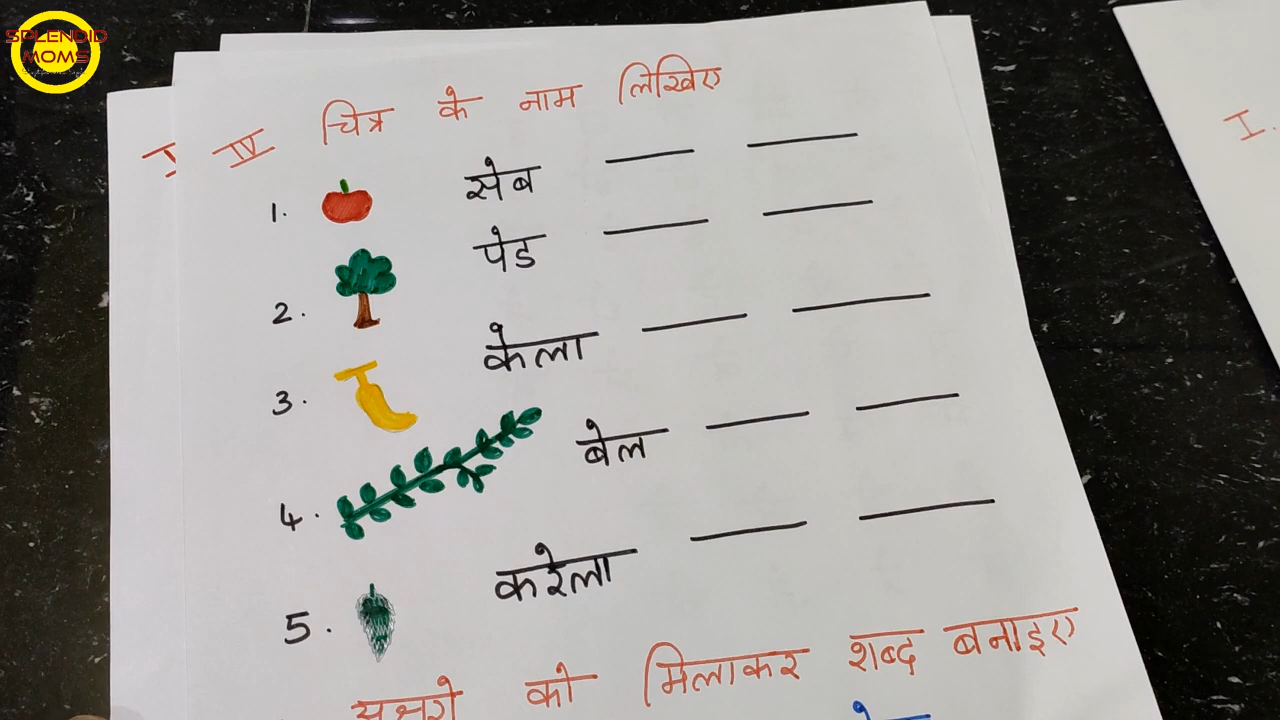 SPLENDID
MOMS
I
IV चित्र के नाम लिखिए
1. सेब
2. पेड
3. केला
4. बेल
5. करेला
को मिलाकर शब्द बनाइए
I.